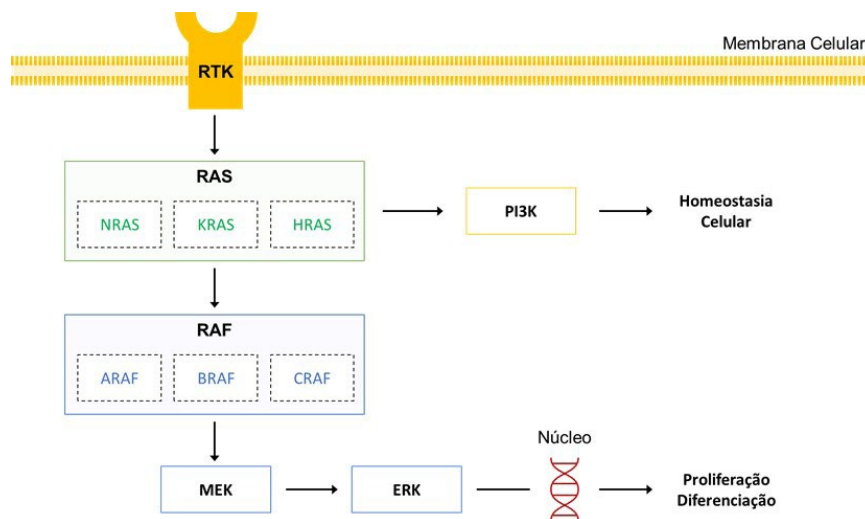 Membrana Celular
RTK
RAS
NRAS
KRAS
HRAS
PI3K
Homeostasia
Celular
RAF
ARAF
BRAF
CRAF
MEK
ERK
Núcleo
Proliferação
Diferenciação